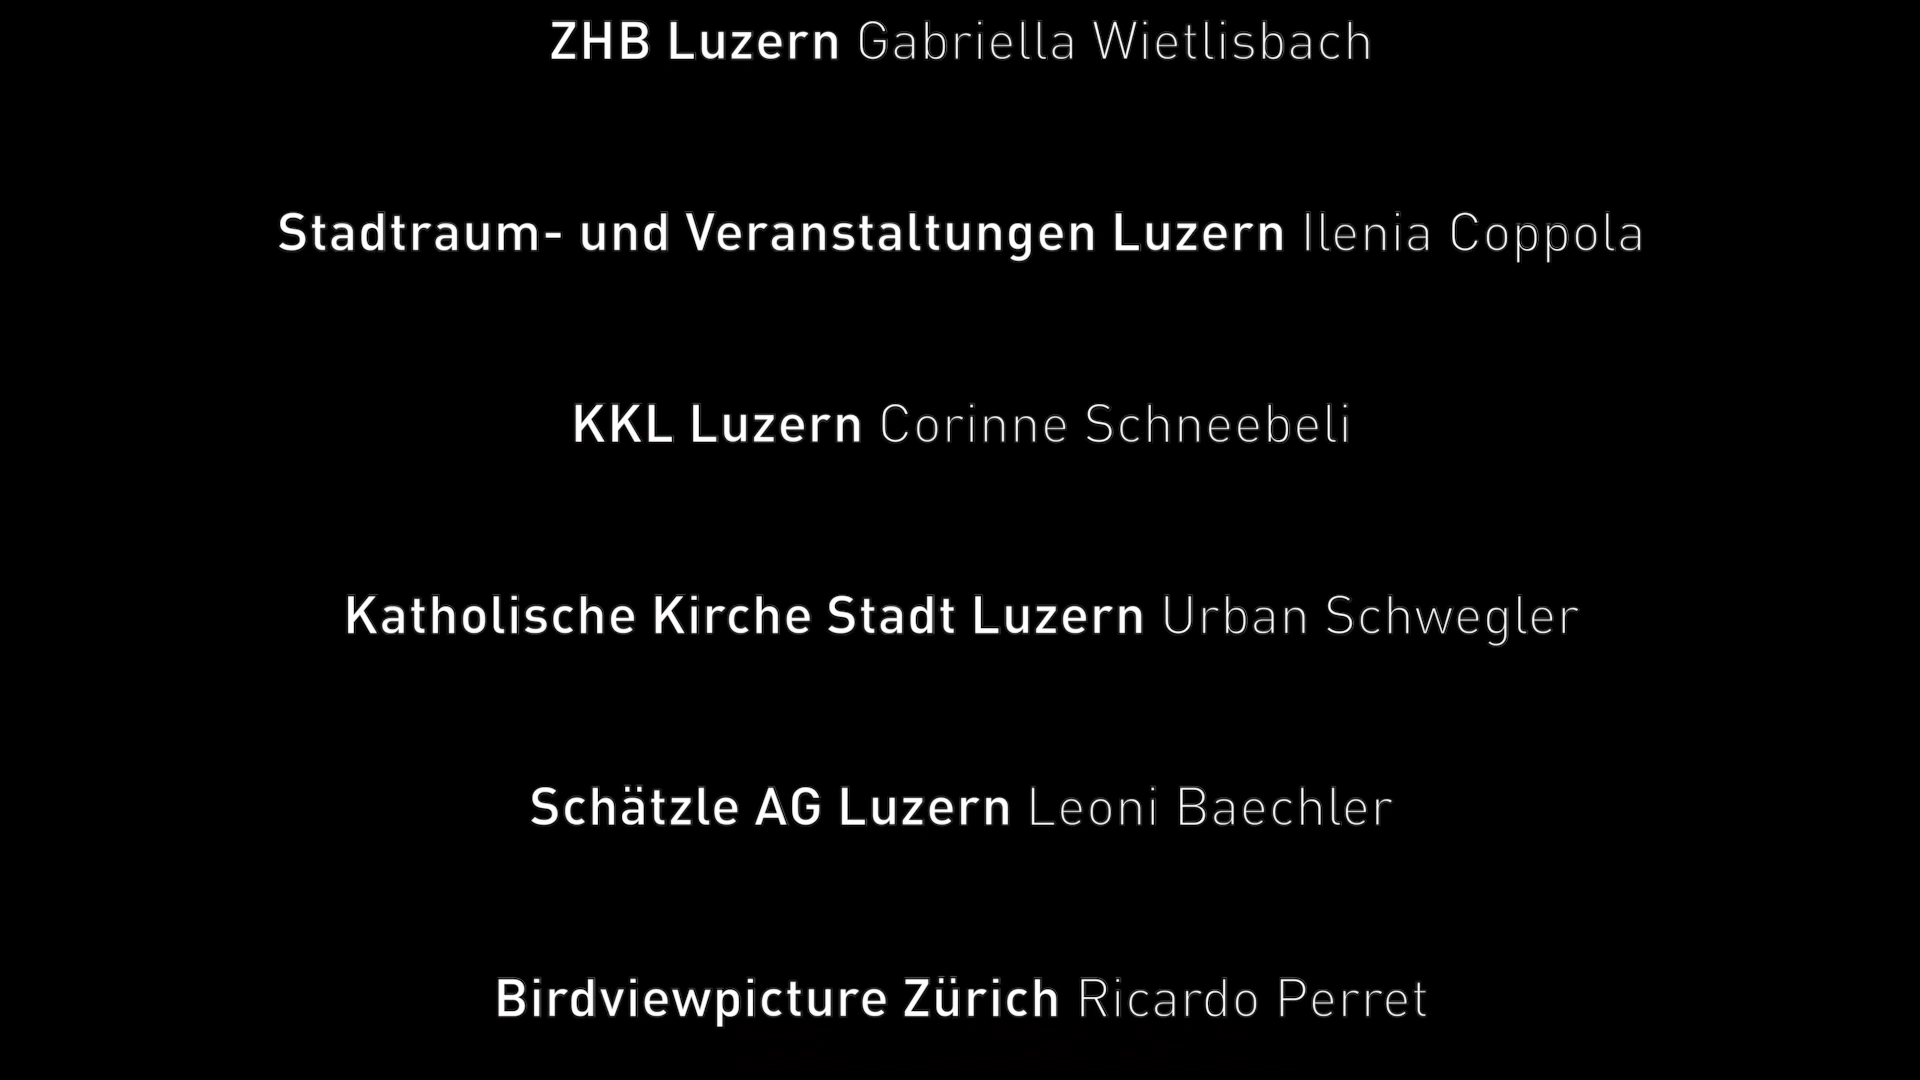 ZHB Luzern Gabriella Wietlisbach
Stadtraum- und Veranstaltungen Luzern Ilenia Coppola
KKL Luzern Corinne Schneebeli
Katholische Kirche Stadt Luzern Urban Schwegler
Schätzle AG Luzern Leoni Baechler
Birdviewpicture Zürich Ricardo Perret